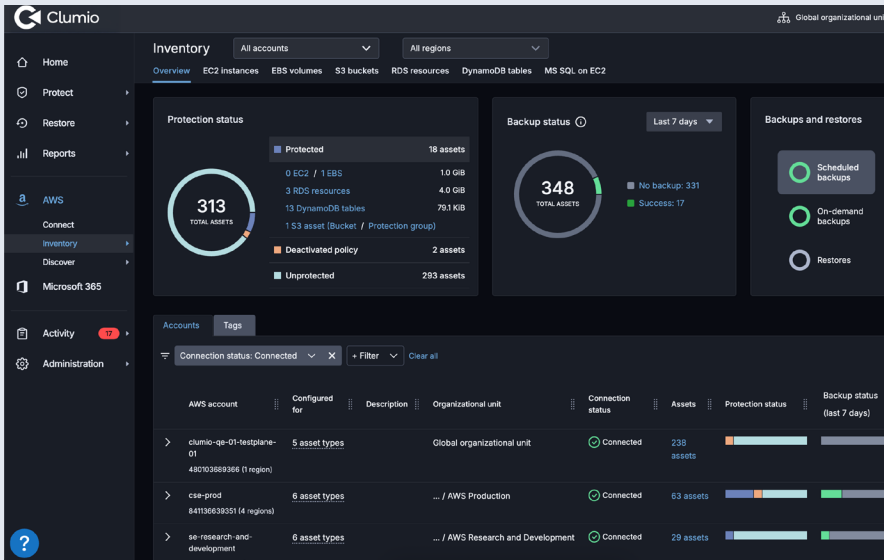 Clumio
Global organizational uni
Home
Protect
Restore
Reports
AWS
Connect
Inventory
Discover
Microsoft 365
Activity
17
Administration
?
Inventory
All accounts
All regions
Overview
EC2 instances
EBS volumes
S3 buckets
RDS resources
DynamoDB tables
MS SQL on EC2
Protection status
313
TOTAL ASSETS
Protected 18 assets
0 EC2 / 1 EBS 1.0 GiB
3 RDS resources 4.0 GiB
13 DynamoDB tables 79.1 KiB
1 S3 asset (Bucket / Protection group)
Deactivated policy 2 assets
Unprotected 293 assets
Backup status
Last 7 days
348
TOTAL ASSETS
No backup: 331
Success: 17
Backups and restores
Scheduled
backups
On-demand
backups
Restores
Accounts
Tags
Connection status: Connected
+ Filter
Clear all
AWS account
Configured
for
Description
Organizational unit
Connection
status
Assets
Protection status
Backup status
(last 7 days)
clumio-qe-01-testplane-
01
480103689366 (1 region)
5 asset types
Global organizational unit
Connected
238
assets
cse-prod
841136639351 (4 regions)
6 asset types
... / AWS Production
Connected
63 assets
se-research-and-
development
6 asset types
... / AWS Research and Development
Connected
29 assets